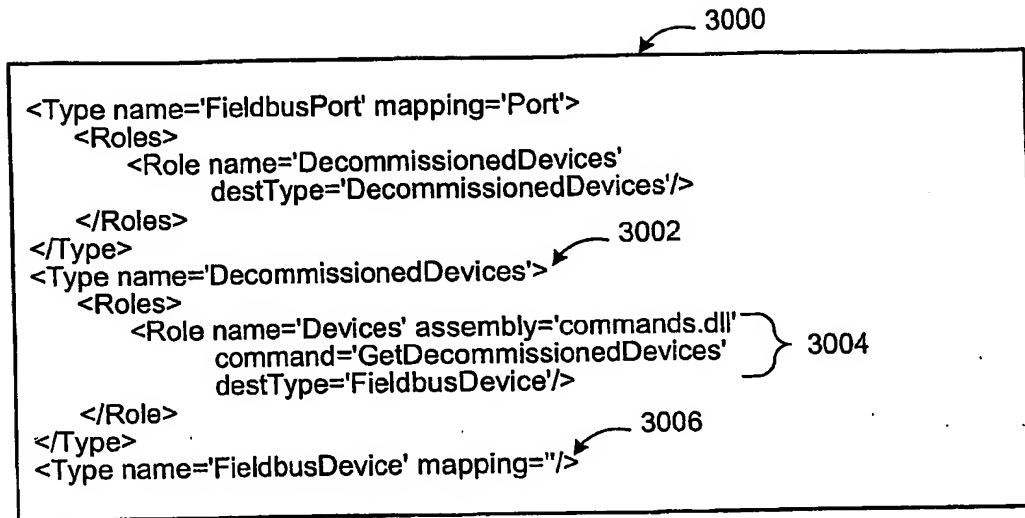 3000
<Type name='FieldbusPort' mapping='Port'>
<Roles>
<Role name='DecommissionedDevices'
destType='DecommissionedDevices'/>
</Roles>
</Type>
3002
<Type name='DecommissionedDevices'>
<Roles>
<Role name='Devices' assembly='commands.dll'
command='GetDecommissionedDevices'
destType='FieldbusDevice'/>
3004
</Role>
</Type>
3006
<Type name='FieldbusDevice' mapping=''/>